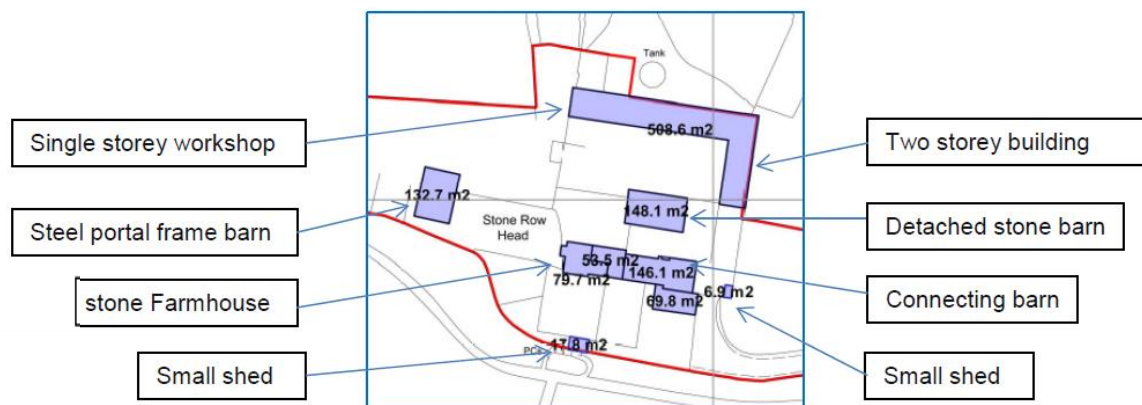 Tank
Single storey workshop
508.6 m2
Two storey building
132.7 m2
148.1 m2
Steel portal frame barn
Stone Row
Head
Detached stone barn
53.5 m2
79.7 m2
146.1 m2
stone Farmhouse
69.8 m2
6.9 m2
Connecting barn
17.8 m2
PCs
Small shed
Small shed